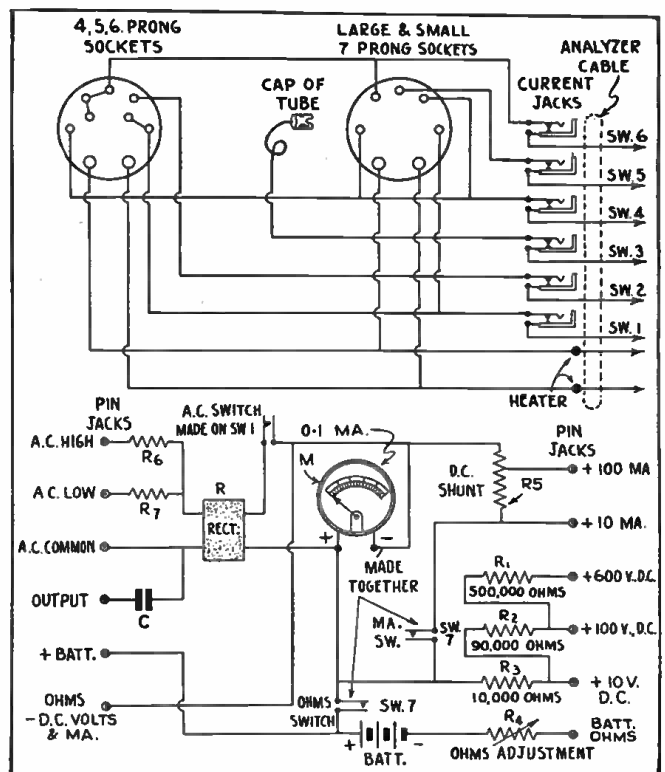 4, 5, 6. PRONG
SOCKETS
LARGE & SMALL
7 PRONG SOCKETS
ANALYZER
CABLE
CAP OF
TUBE
CURRENT
JACKS
SW. 6
SW. 5
SW. 4
SW. 3
SW. 2
SW. 1
HEATER
PIN
JACKS
A.C. SWITCH
MADE ON SW 1
0-1 MA.
PIN
JACKS
A.C. HIGH
R6
M
D.C.
SHUNT
R5
+ 100 MA
A.C. LOW
R7
R
RECT.
+ 10 MA.
A.C. COMMON
+
-
MADE
TOGETHER
R1
500,000 OHMS
+600 V. D.C.
OUTPUT
C
MA.
SW.
SW.
7
R2
90,000 OHMS
+100 V., D.C.
+ BATT.
R3
10,000 OHMS
+ 10 V.
D.C.
OHMS
- D.C. VOLTS
& MA.
OHMS
SWITCH
SW. 7
+
-
BATT.
R4
OHMS ADJUSTMENT
BATT.
OHMS